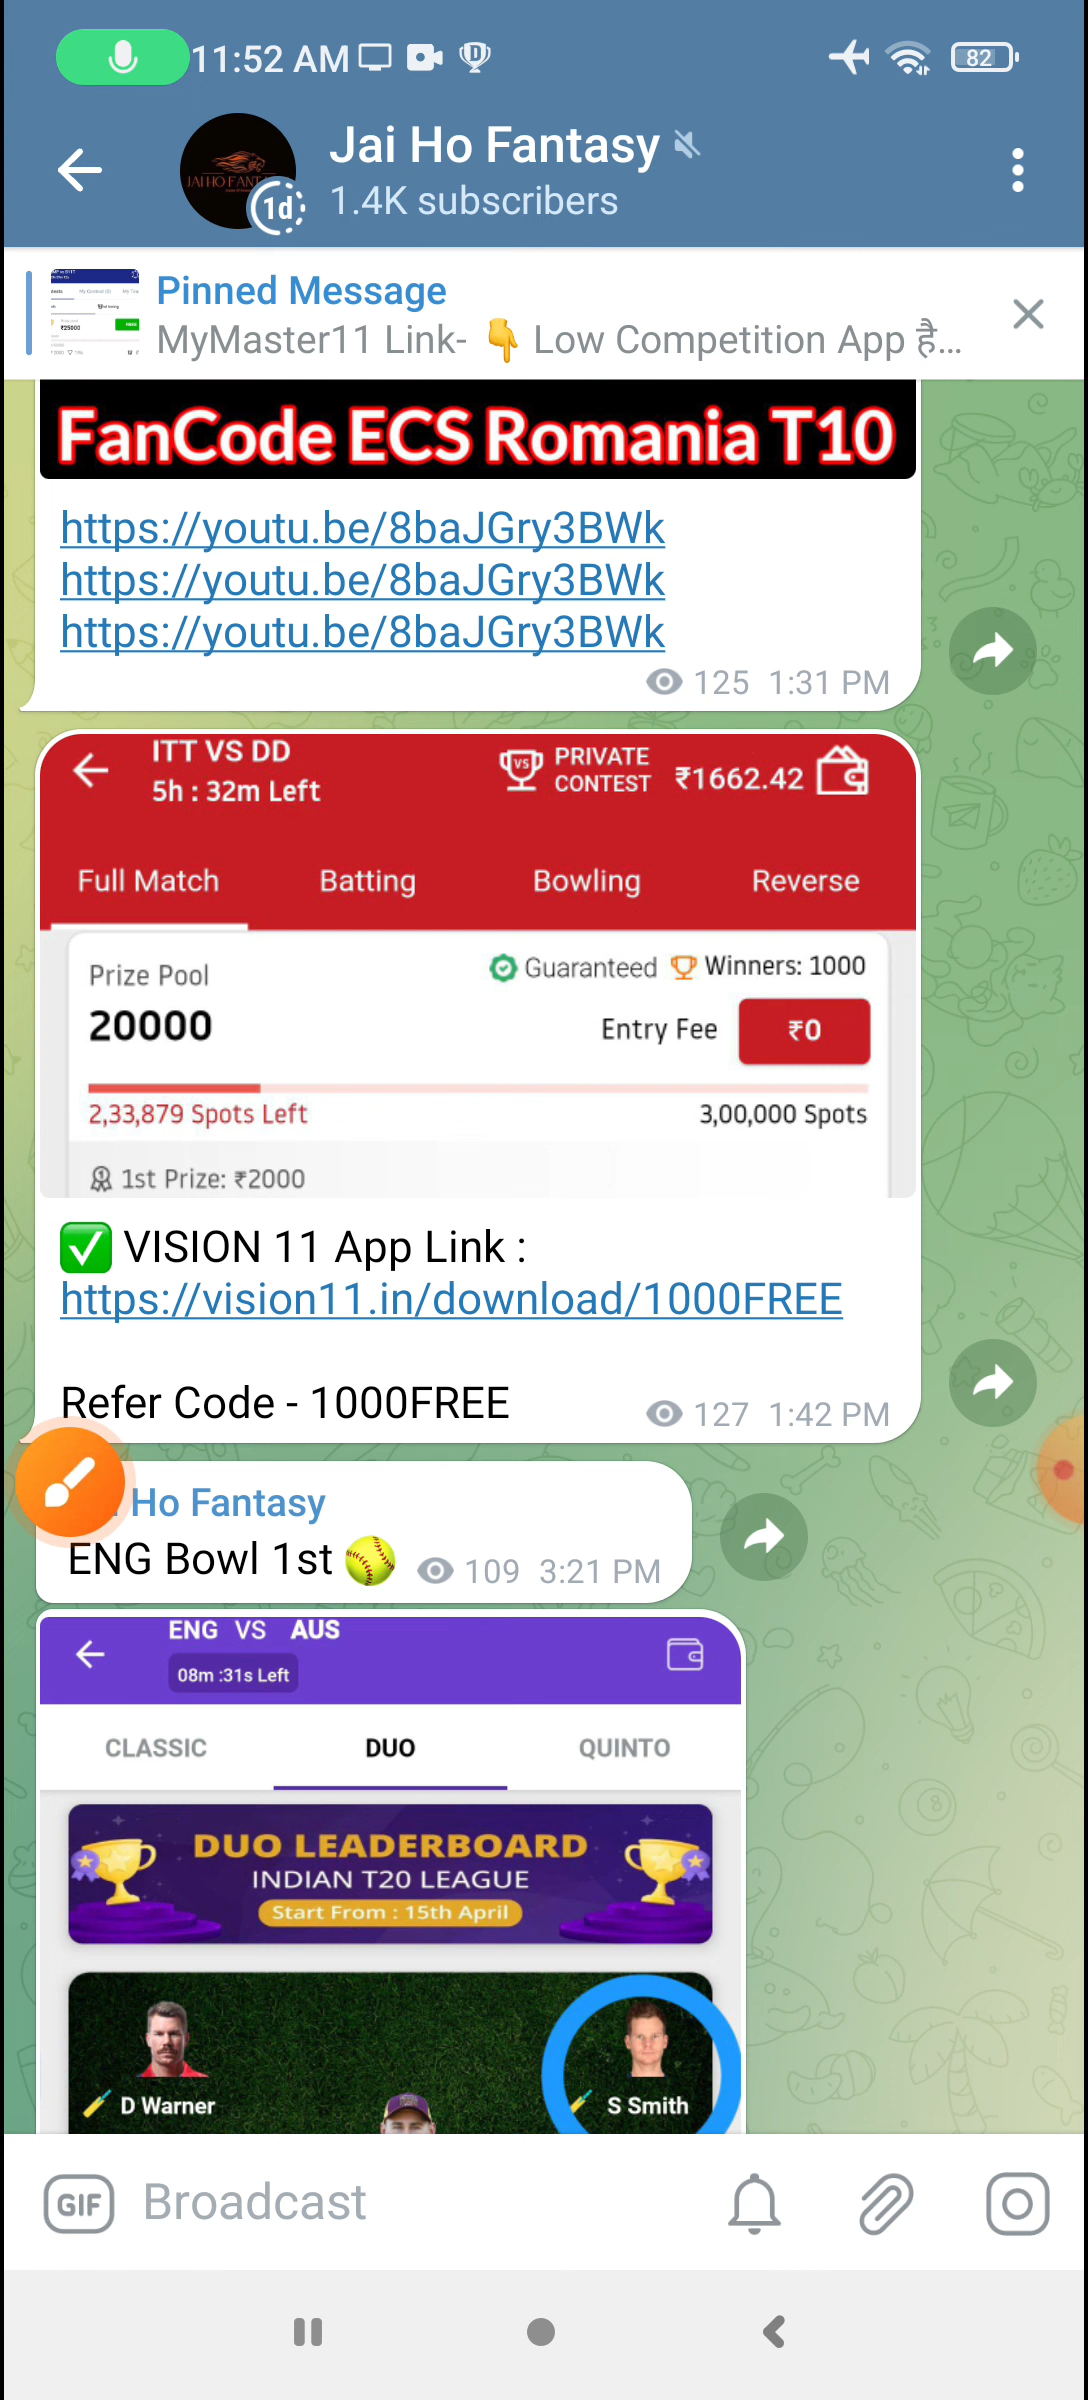 11:52 AM
82
Jai Ho Fantasy
1d
1.4K subscribers
Pinned Message
MyMaster11 Link- 👇 Low Competition App है...
FanCode ECS Romania T10
https://youtu.be/8baJGry3BWk
https://youtu.be/8baJGry3BWk
https://youtu.be/8baJGry3BWk
125 1:31 PM
ITT VS DD
5h : 32m Left
VS PRIVATE CONTEST ₹1662.42
Full Match Batting Bowling Reverse
Prize Pool Guaranteed Winners: 1000
20000 Entry Fee ₹0
2,33,879 Spots Left 3,00,000 Spots
1st Prize: ₹2000
✅ VISION 11 App Link :
https://vision11.in/download/1000FREE
Refer Code - 1000FREE
127 1:42 PM
Ho Fantasy
ENG Bowl 1st 🥎 109 3:21 PM
ENG VS AUS
08m :31s Left
CLASSIC DUO QUINTO
DUO LEADERBOARD
INDIAN T20 LEAGUE
Start From : 15th April
D Warner S Smith
GIF Broadcast